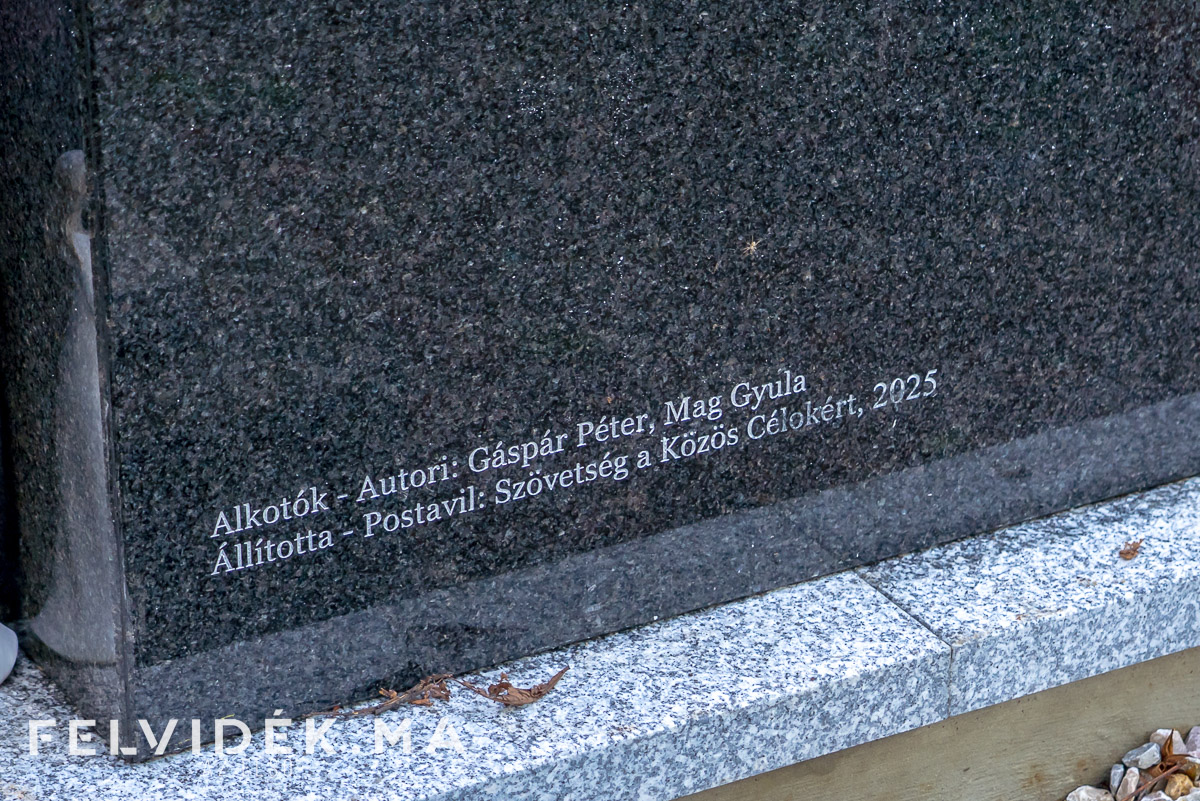 Alkotók - Autori: Gáspár Péter, Mag Gyula
Állította - Postavil: Szövetség a Közös Célokért, 2025
FELVIDÉK.MA